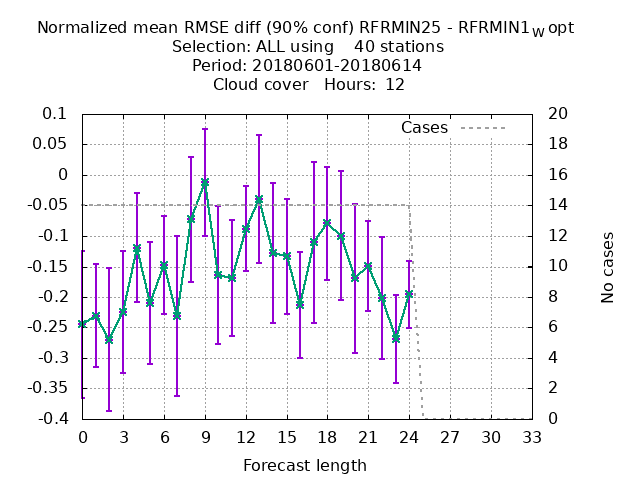 Normalized mean RMSE diff (90% conf) RFRMIN25 - RFRMIN1wopt
Selection: ALL using 40 stations
Period: 20180601-20180614
Cloud cover Hours: 12
Cases
0.1
0.05
0
-0.05
-0.1
-0.15
-0.2
-0.25
-0.3
-0.35
-0.4
20
18
16
14
12
10
8
6
4
2
0
No cases
0 3 6 9 12 15 18 21 24 27 30 33
Forecast length